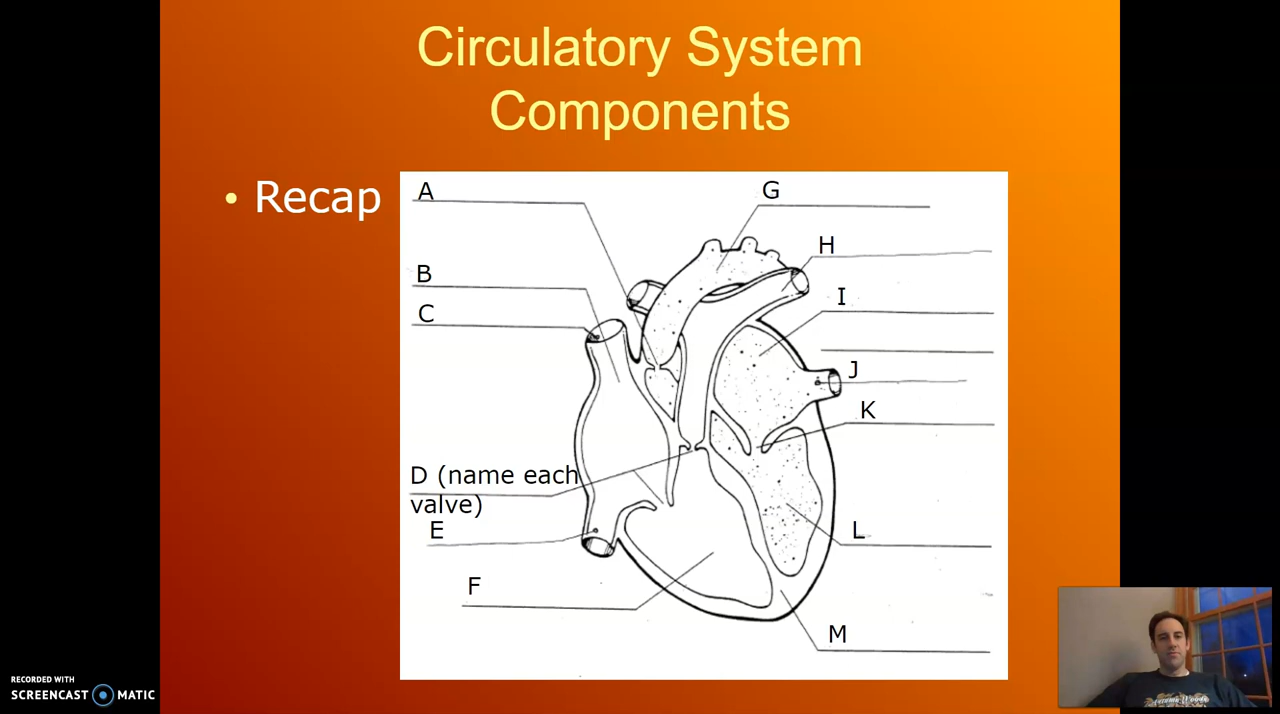 Circulatory System
Components
• Recap
A
G
H
B
I
C
J
K
D (name each
valve)
E
L
F
M
RECORDED WITH
SCREENCAST MATIC